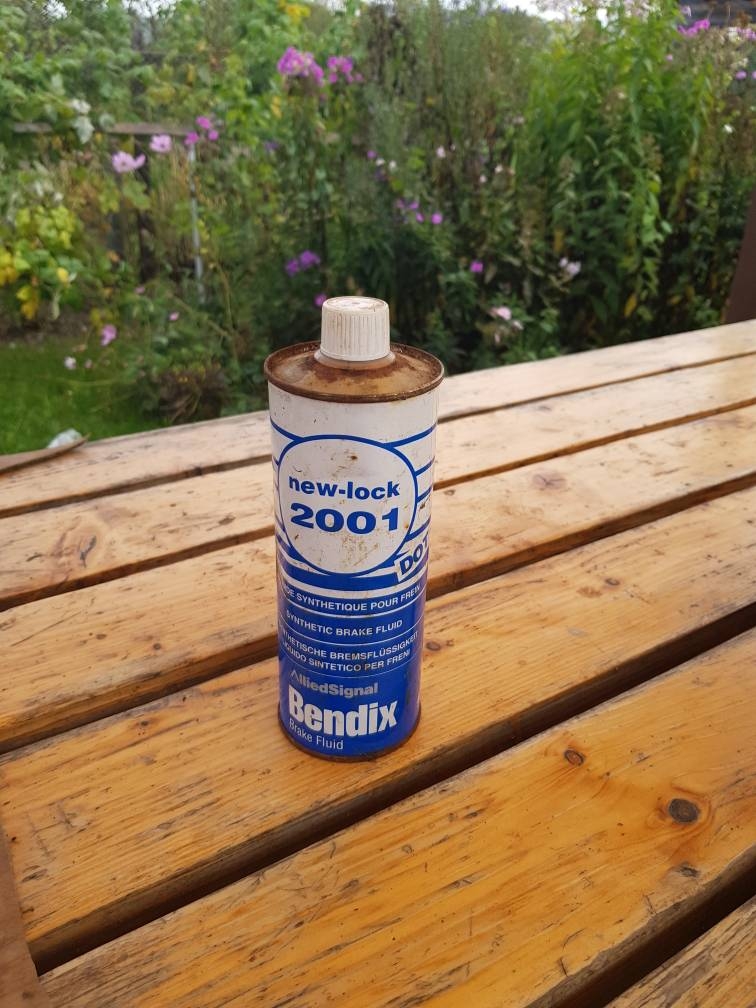 new-lock
2001
DOT
SYNTHETIQUE POUR FREIN
SYNTHETIC BRAKE FLUID
SYNTHETISCHE BREMSFLÜSSIGKEIT
LIQUIDO SINTETICO PER FRENI
AlliedSignal
Bendix
Brake Fluid